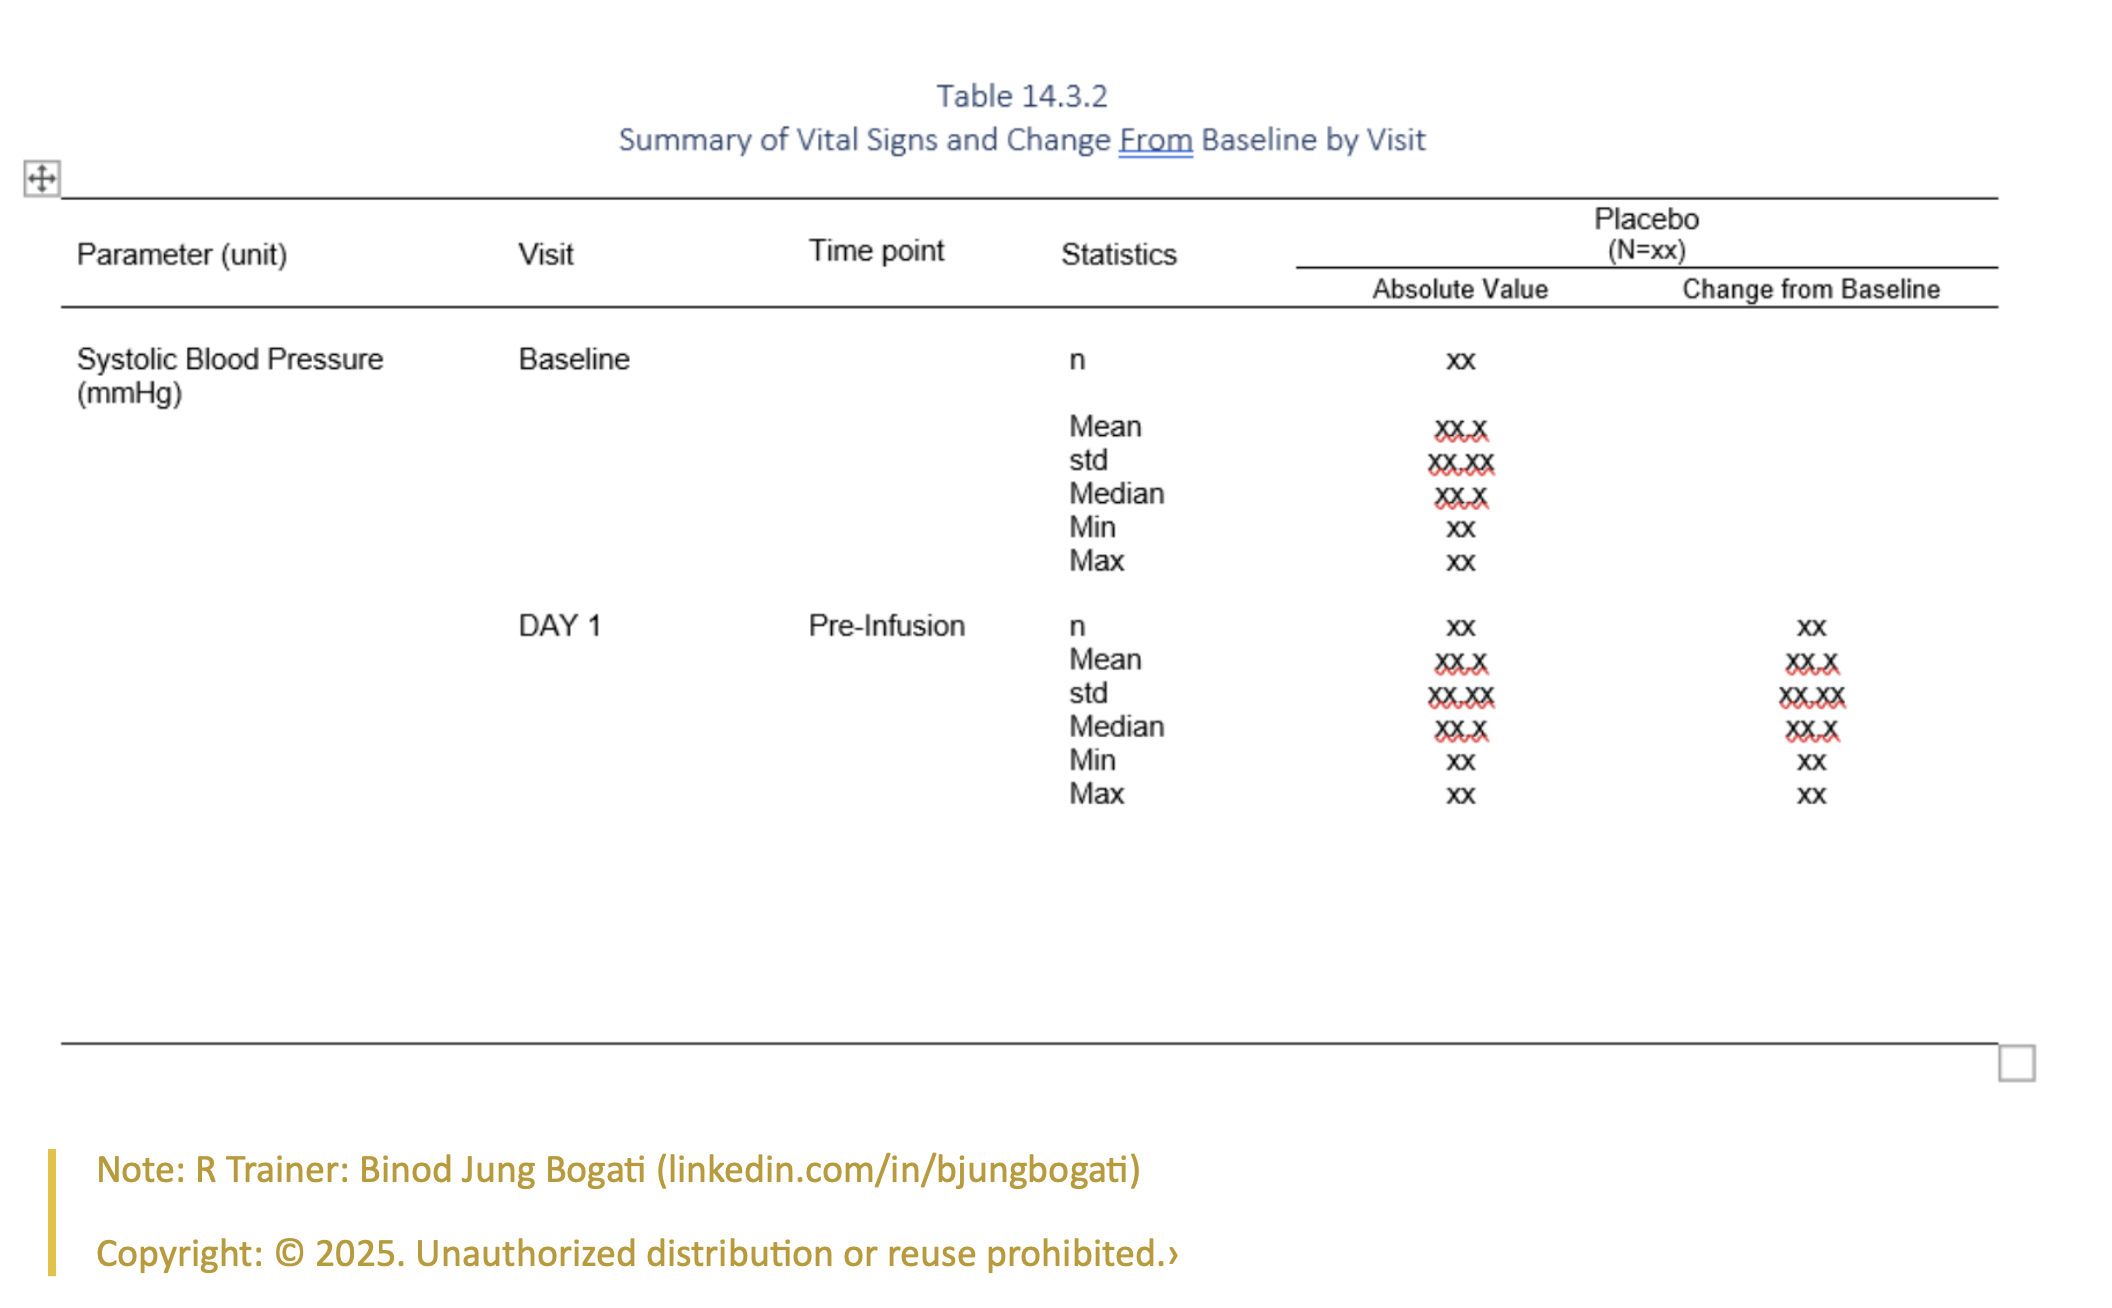 Table 14.3.2
Summary of Vital Signs and Change From Baseline by Visit
Placebo
Parameter (unit) Visit Time point Statistics (N=xx)
Absolute Value Change from Baseline
Systolic Blood Pressure Baseline n xx
(mmHg)
Mean xx.x
std xx.xx
Median xx.x
Min xx
Max xx
DAY 1 Pre-Infusion n xx xx
Mean xx.x xx.x
std xx.xx xx.xx
Median xx.x xx.x
Min xx xx
Max xx xx
Note: R Trainer: Binod Jung Bogati (linkedin.com/in/bjungbogati)
Copyright: © 2025. Unauthorized distribution or reuse prohibited.›